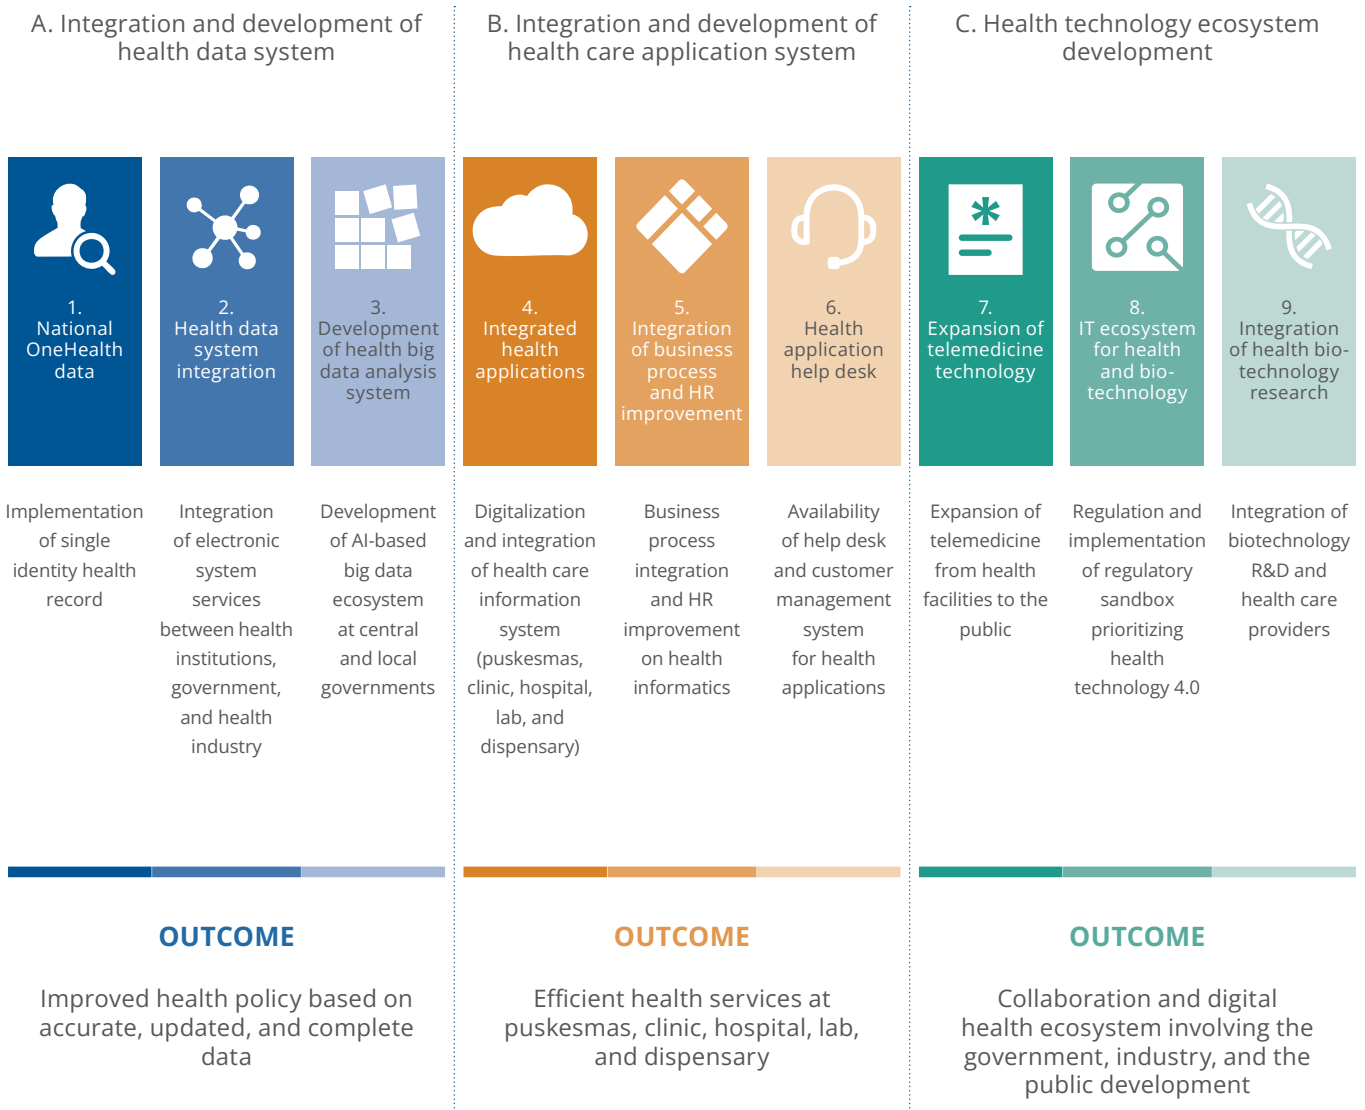 A. Integration and development of
health data system
B. Integration and development of
health care application system
C. Health technology ecosystem
development
1.
National
OneHealth
data
2.
Health data
system
integration
3.
Development
of health big
data analysis
system
4.
Integrated
health
applications
5.
Integration
of business
process
and HR
improvement
6.
Health
application
help desk
7.
Expansion of
telemedicine
technology
8.
IT ecosystem
for health
and bio-
technology
9.
Integration
of health bio-
technology
research
Implementation
of single
identity health
record
Integration
of electronic
system
services
between health
institutions,
government,
and health
industry
Development
of AI-based
big data
ecosystem
at central
and local
governments
Digitalization
and integration
of health care
information
system
(puskesmas,
clinic, hospital,
lab, and
dispensary)
Business
process
integration
and HR
improvement
on health
informatics
Availability
of help desk
and customer
management
system
for health
applications
Expansion of
telemedicine
from health
facilities to the
public
Regulation and
implementation
of regulatory
sandbox
prioritizing
health
technology 4.0
Integration of
biotechnology
R&D and
health care
providers
OUTCOME
Improved health policy based on
accurate, updated, and complete
data
OUTCOME
Efficient health services at
puskesmas, clinic, hospital, lab,
and dispensary
OUTCOME
Collaboration and digital
health ecosystem involving the
government, industry, and the
public development